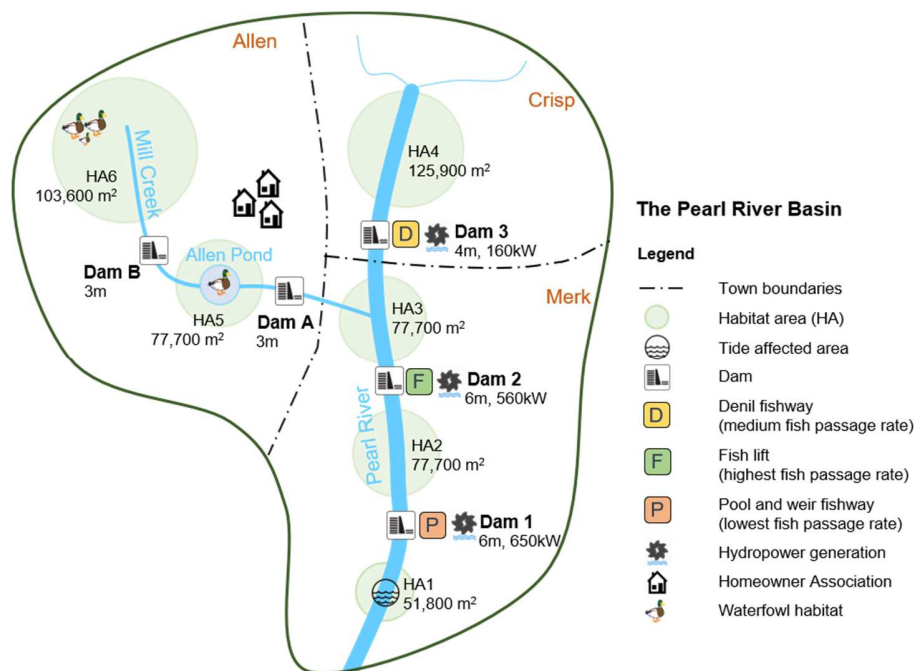 Allen
Crisp
HA4
125,900 m²
Mill Creek
HA6
103,600 m²
D
Dam 3
4m, 160kW
Allen Pond
Dam B
3m
HA5
77,700 m²
Dam A
3m
HA3
77,700 m²
Merk
F
Dam 2
6m, 560kW
Pearl River
HA2
77,700 m²
P
Dam 1
6m, 650kW
HA1
51,800 m²
The Pearl River Basin
Legend
Town boundaries
Habitat area (HA)
Tide affected area
Dam
D
Denil fishway
(medium fish passage rate)
F
Fish lift
(highest fish passage rate)
P
Pool and weir fishway
(lowest fish passage rate)
Hydropower generation
Homeowner Association
Waterfowl habitat